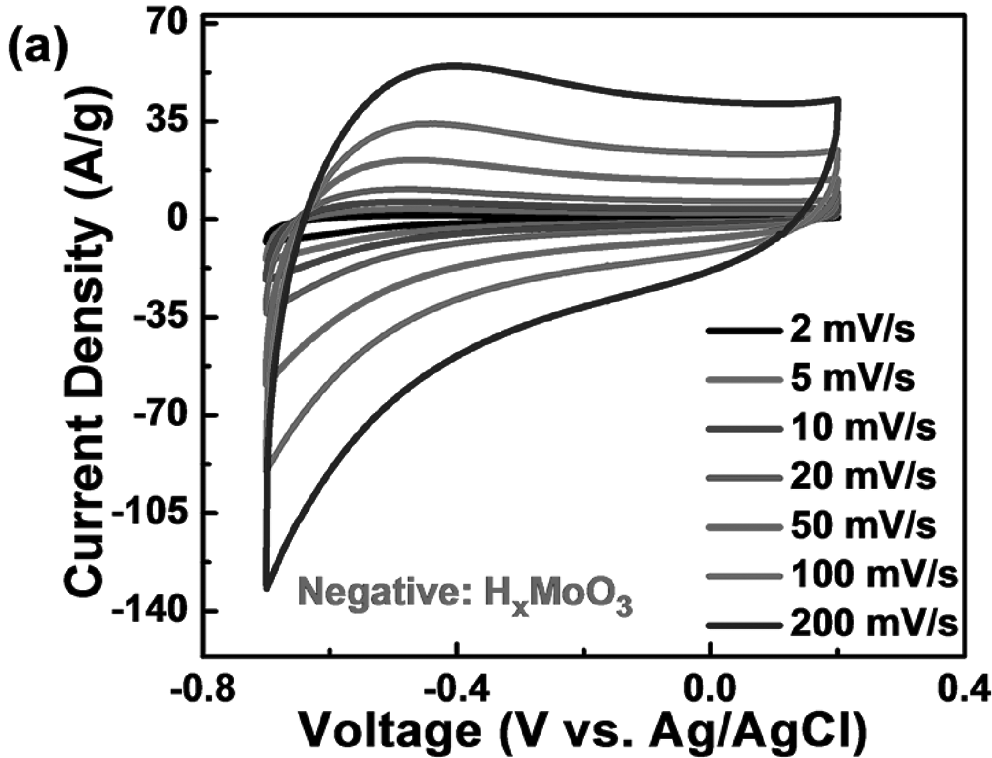 (a)
Current Density (A/g)
70
35
0
-35
-70
-105
-140
2 mV/s
5 mV/s
10 mV/s
20 mV/s
50 mV/s
100 mV/s
200 mV/s
Negative: HₓMoO₃
-0.8
-0.4
0.0
0.4
Voltage (V vs. Ag/AgCl)